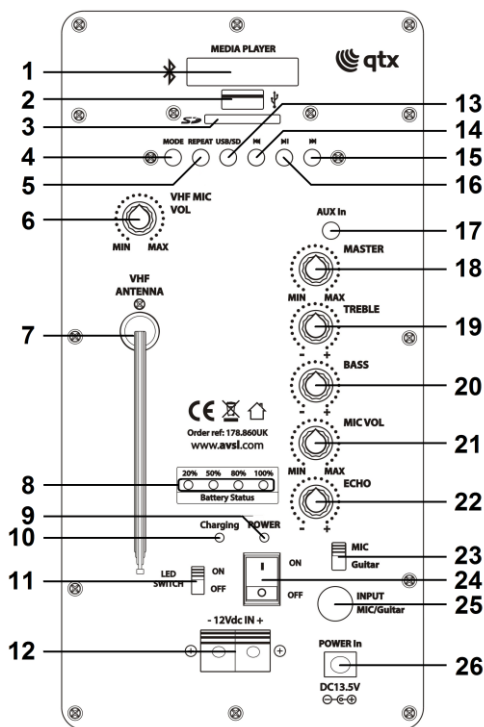 MEDIA PLAYER
qtx
1
2
3
SD
4
5
MODE REPEAT USB/SD
13
14
15
16
6
VHF MIC
VOL
MIN MAX
AUX In
17
MASTER
18
MIN MAX
VHF
ANTENNA
7
TREBLE
19
- +
BASS
20
- +
CE
Order ref: 178.860UK
www.avsl.com
MIC VOL
21
MIN MAX
8
20% 50% 80% 100%
Battery Status
ECHO
22
- +
9
10
Charging POWER
11
LED
SWITCH
ON
OFF
I
O
ON
OFF
MIC
Guitar
23
24
INPUT
MIC/Guitar
25
12
- 12Vdc IN +
POWER In
26
DC13.5V